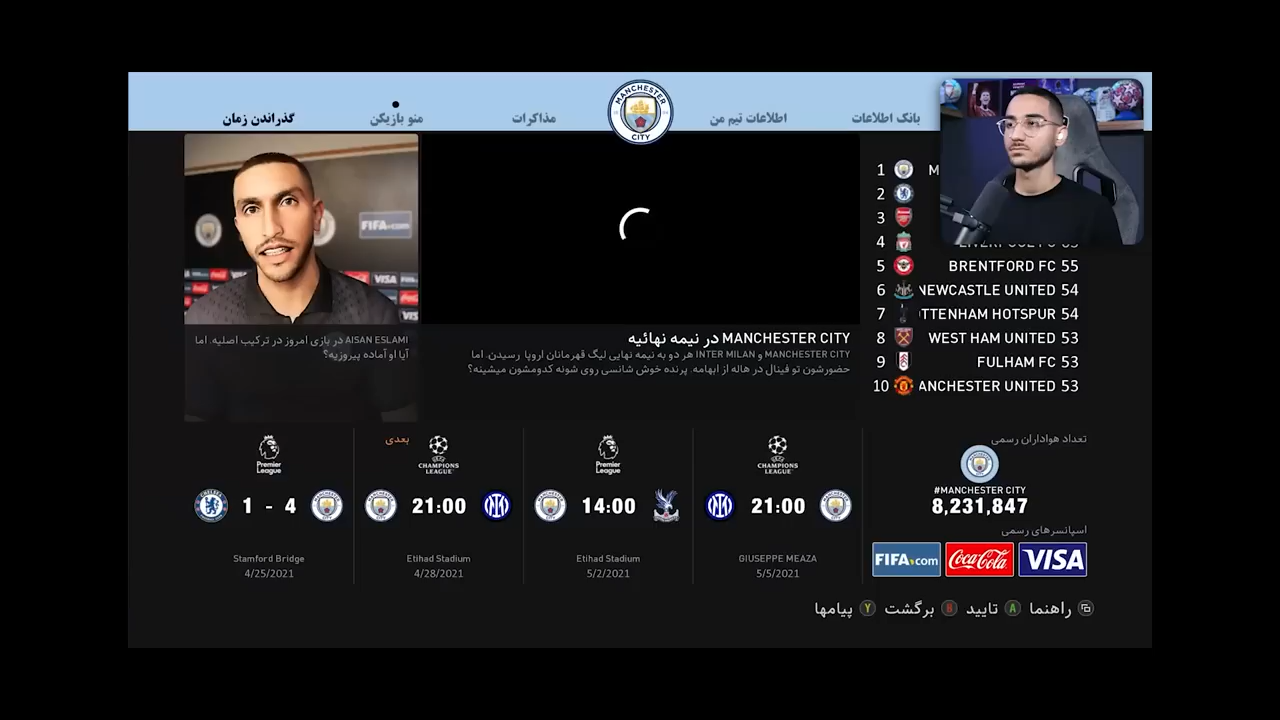 گذراندن زمان
منو بازیکن
مذاکرات
MANCHESTER CITY
اطلاعات تیم من
بانک اطلاعات
FIFA.com
VISA
AISAN ESLAMI در بازی امروز در ترکیب اصلیه. اما
آیا او آماده پیروزیه؟
MANCHESTER CITY در نیمه نهائیه
MANCHESTER CITY و INTER MILAN هر دو به نیمه نهایی لیگ قهرمانان اروپا رسیدن. اما
حضورشون تو فینال در هاله از ابهامه. پرنده خوش شانسی روی شونه کدومشون میشینه؟
1 M
2
3
4 LIVERPOOL FC
5 BRENTFORD FC 55
6 NEWCASTLE UNITED 54
7 OTTENHAM HOTSPUR 54
8 WEST HAM UNITED 53
9 FULHAM FC 53
10 ANCHESTER UNITED 53
Premier League
1 - 4
Stamford Bridge
4/25/2021
بعدی
CHAMPIONS LEAGUE
21:00
Etihad Stadium
4/28/2021
Premier League
14:00
Etihad Stadium
5/2/2021
CHAMPIONS LEAGUE
21:00
GIUSEPPE MEAZA
5/5/2021
تعداد هواداران رسمی
#MANCHESTER CITY
8,231,847
اسپانسرهای رسمی
FIFA.com
Coca-Cola
VISA
راهنما
A تایید
B برگشت
Y پیامها